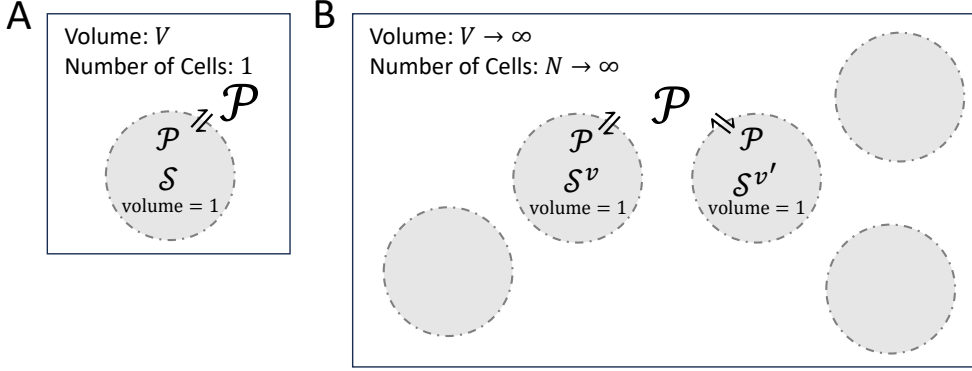 A
Volume: V
Number of Cells: 1
𝒫
𝒫
𝒮
volume = 1
B
Volume: V → ∞
Number of Cells: N → ∞
𝒫
𝒫 𝒫
𝒮^v 𝒮^v'
volume = 1 volume = 1